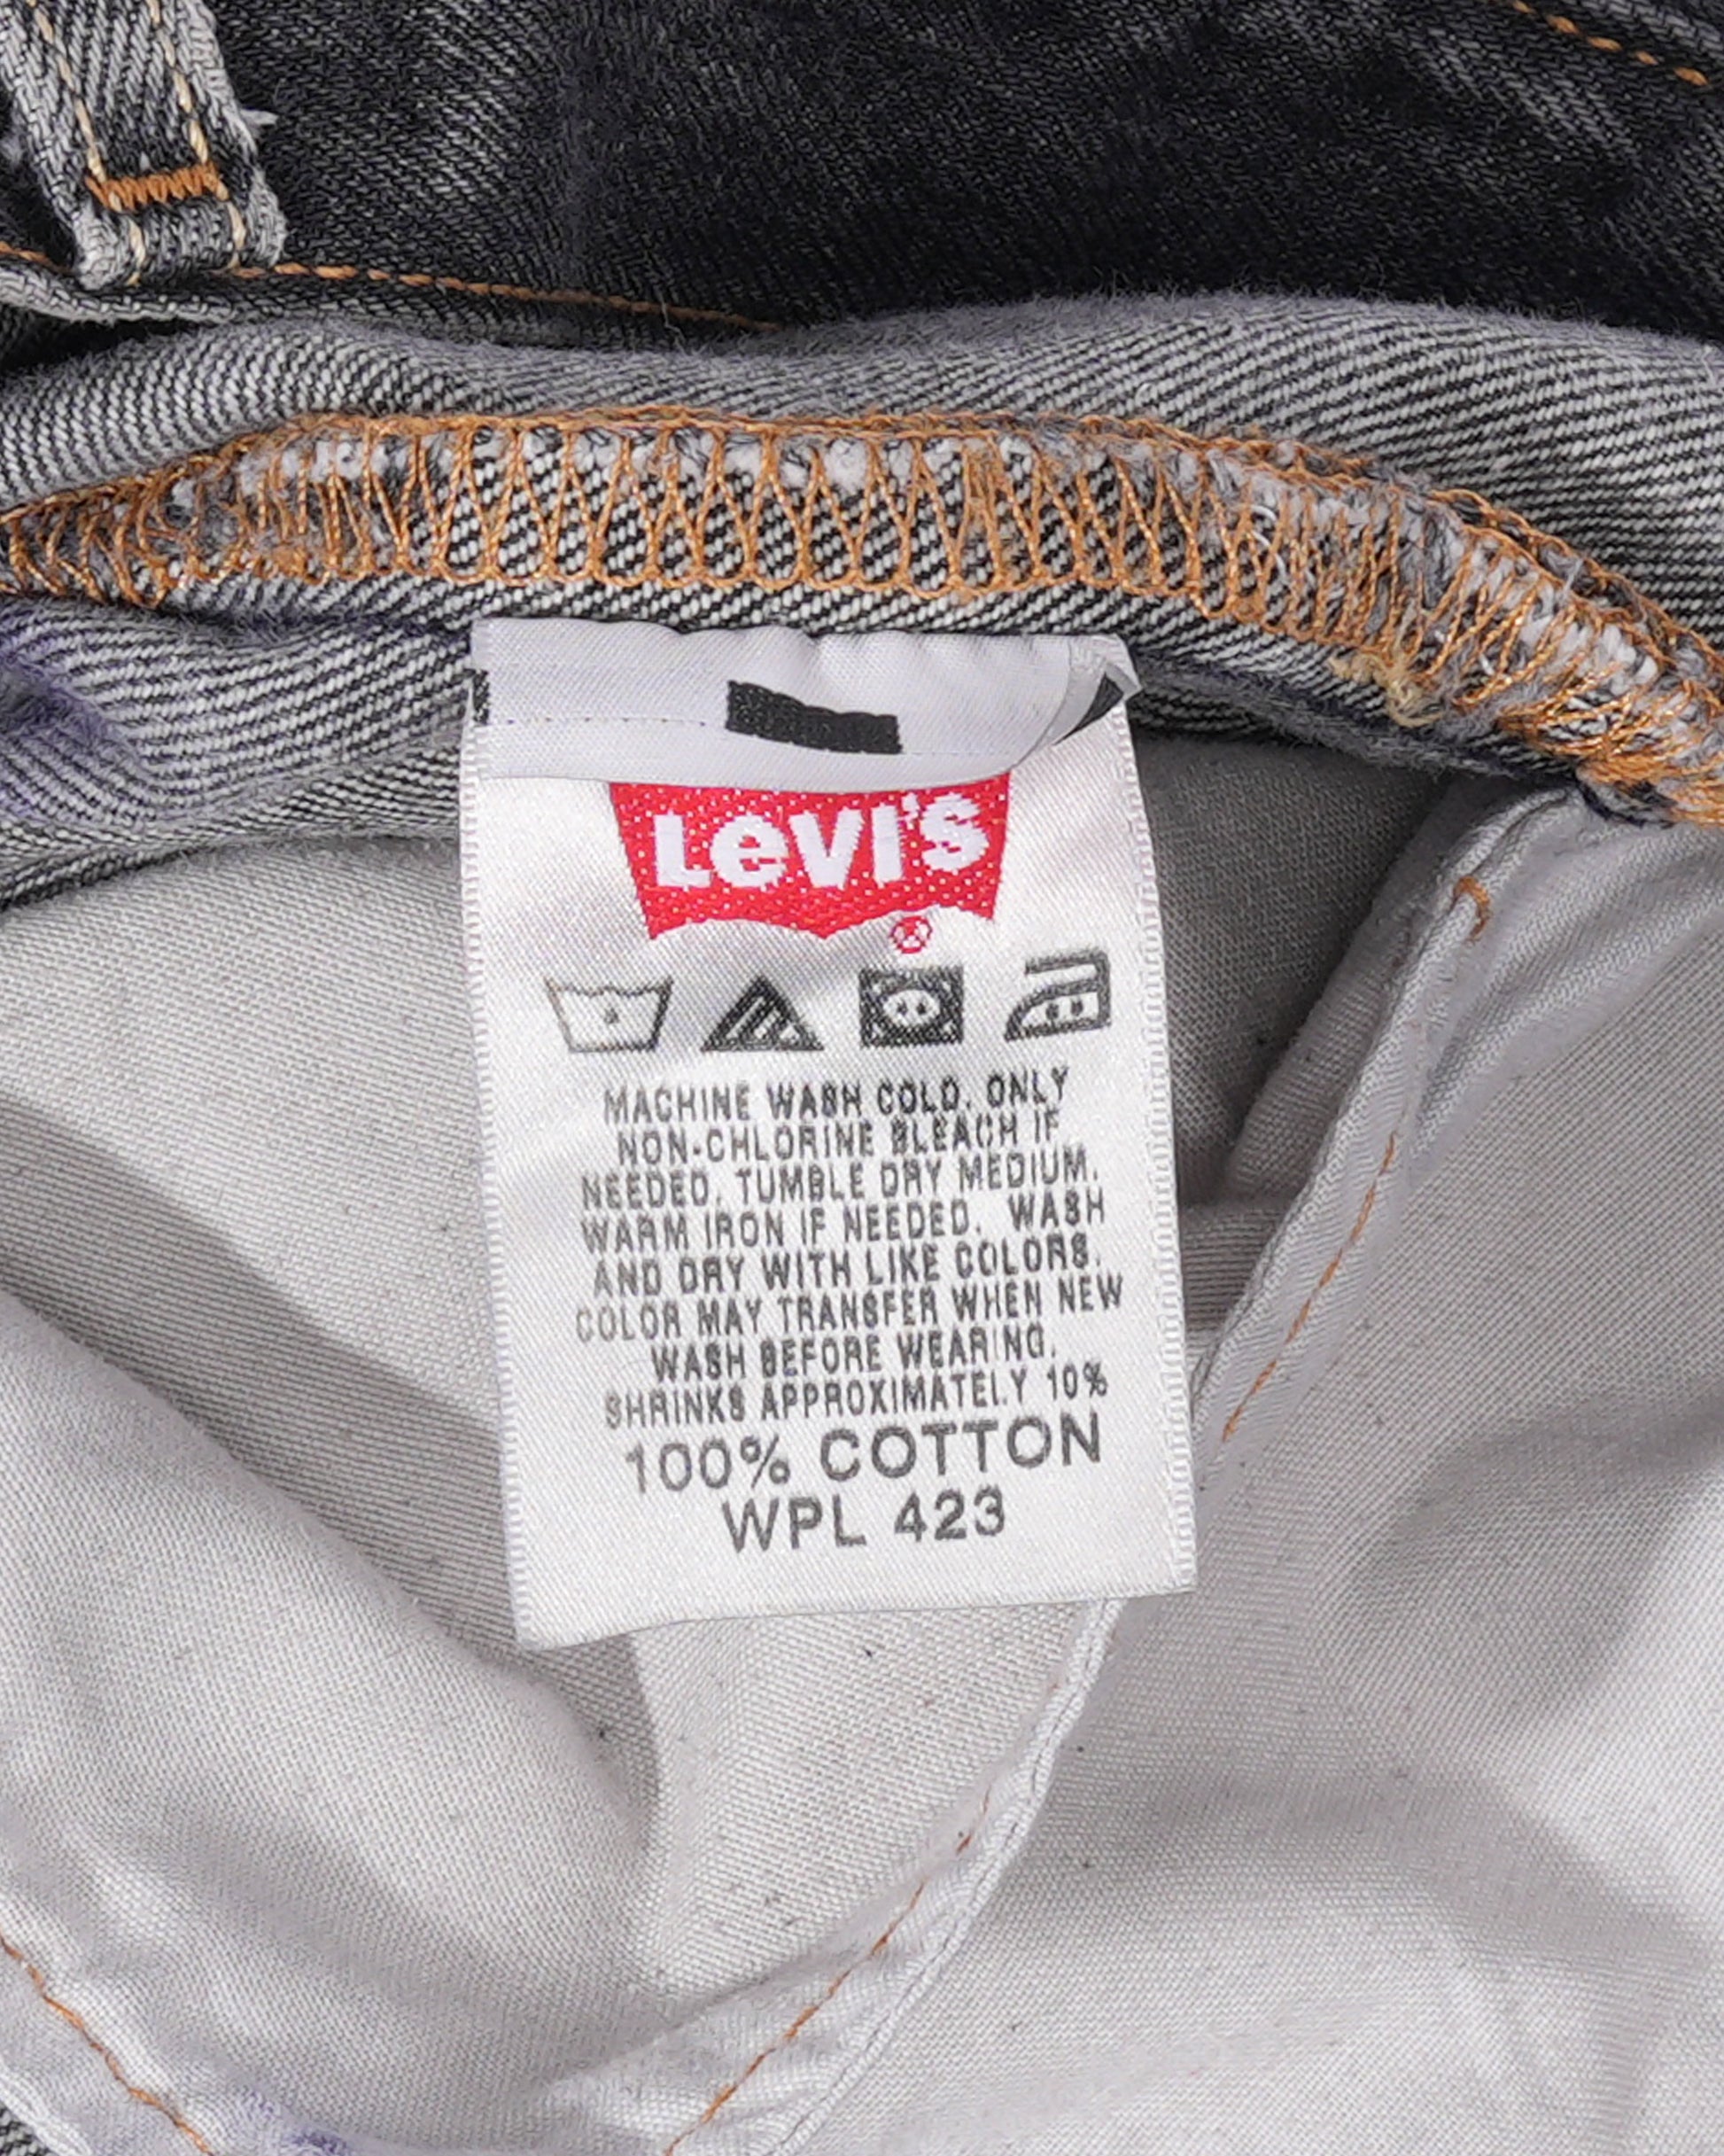 LEVI'S
®
MACHINE WASH COLD. ONLY
NON-CHLORINE BLEACH IF
NEEDED. TUMBLE DRY MEDIUM.
WARM IRON IF NEEDED. WASH
AND DRY WITH LIKE COLORS.
COLOR MAY TRANSFER WHEN NEW
WASH BEFORE WEARING.
SHRINKS APPROXIMATELY 10%
100% COTTON
WPL 423